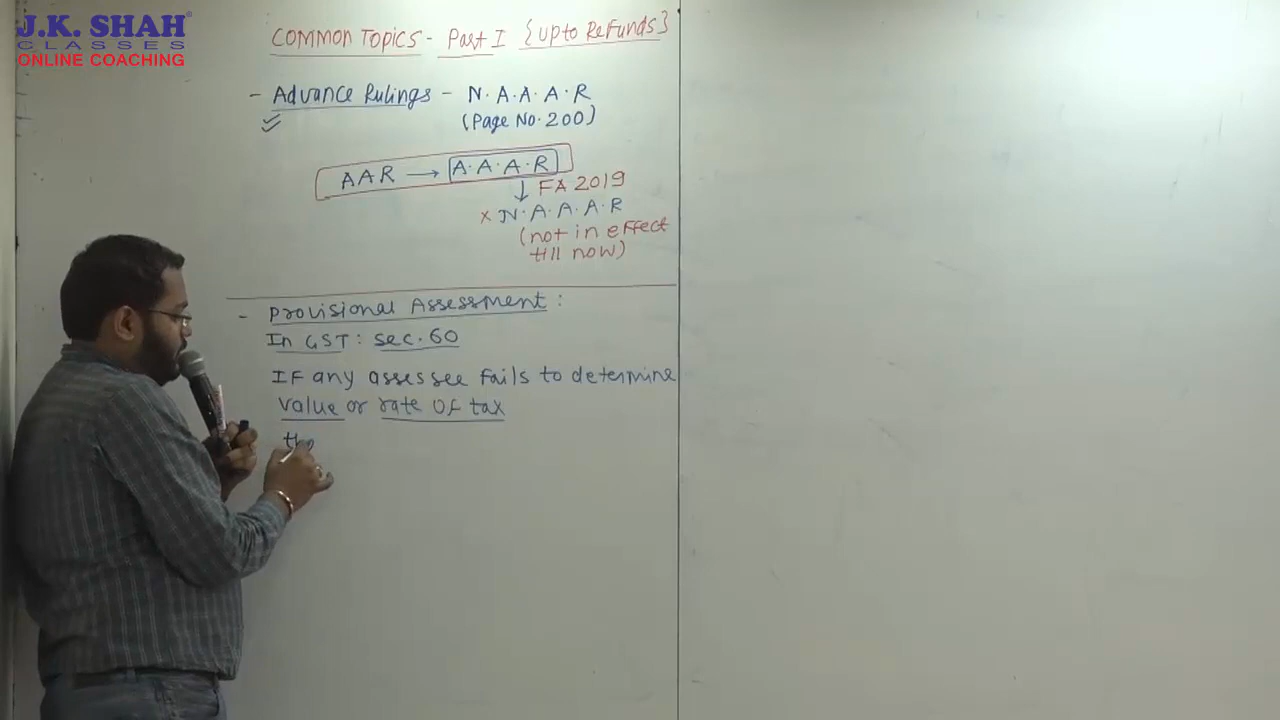 J.K. SHAH®
CLASSES
ONLINE COACHING
COMMON TOPICS - Part I {upto Refunds}
- Advance Rulings - N.A.A.A.R
(Page No. 200)
AAR → A.A.A.R
↓ FA 2019
x N.A.A.A.R
(not in effect
till now)
- Provisional Assessment :
In GST : sec. 60
IF any assessee fails to determine
value or rate of tax